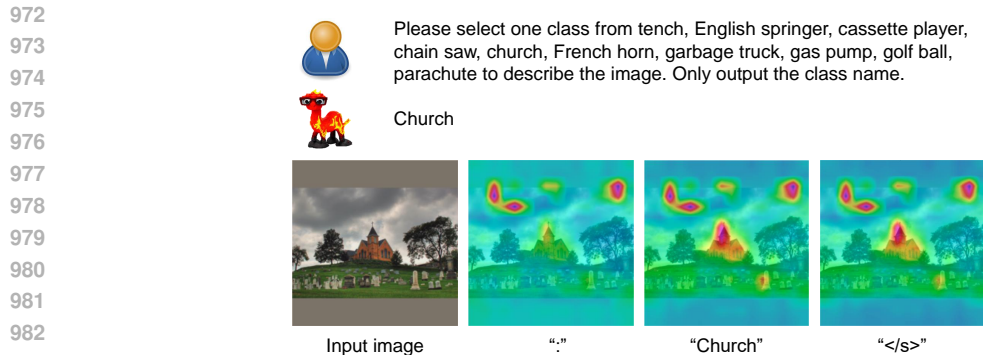 972
973
974
975
976
977
978
979
980
981
982
Please select one class from tench, English springer, cassette player,
chain saw, church, French horn, garbage truck, gas pump, golf ball,
parachute to describe the image. Only output the class name.
Church
Input image
“:”
“Church”
“</s>”